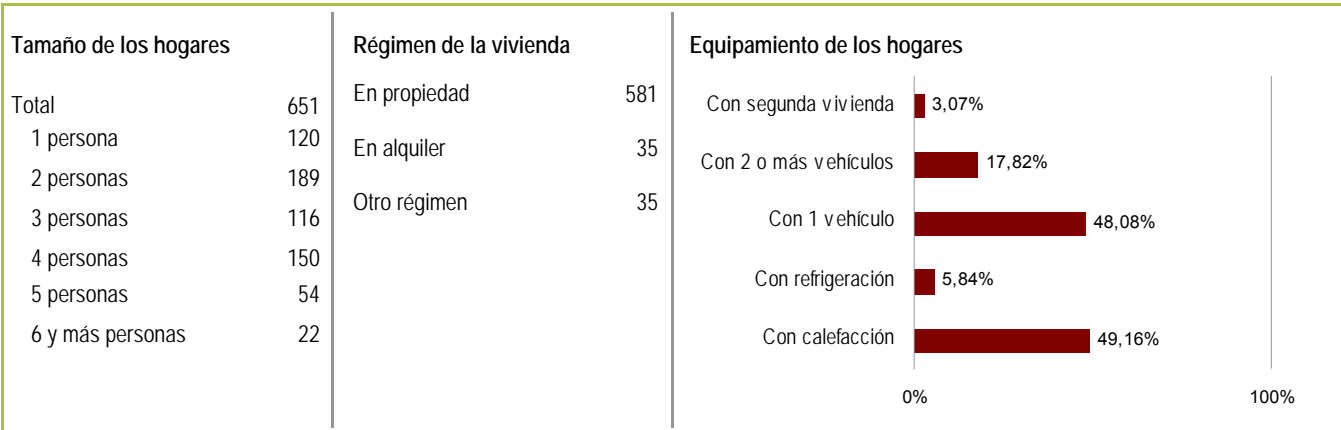 Tamaño de los hogares
Total 651
1 persona 120
2 personas 189
3 personas 116
4 personas 150
5 personas 54
6 y más personas 22
Régimen de la vivienda
En propiedad 581
En alquiler 35
Otro régimen 35
Equipamiento de los hogares
Con segunda vivienda 3,07%
Con 2 o más vehículos 17,82%
Con 1 vehículo 48,08%
Con refrigeración 5,84%
Con calefacción 49,16%
0% 100%